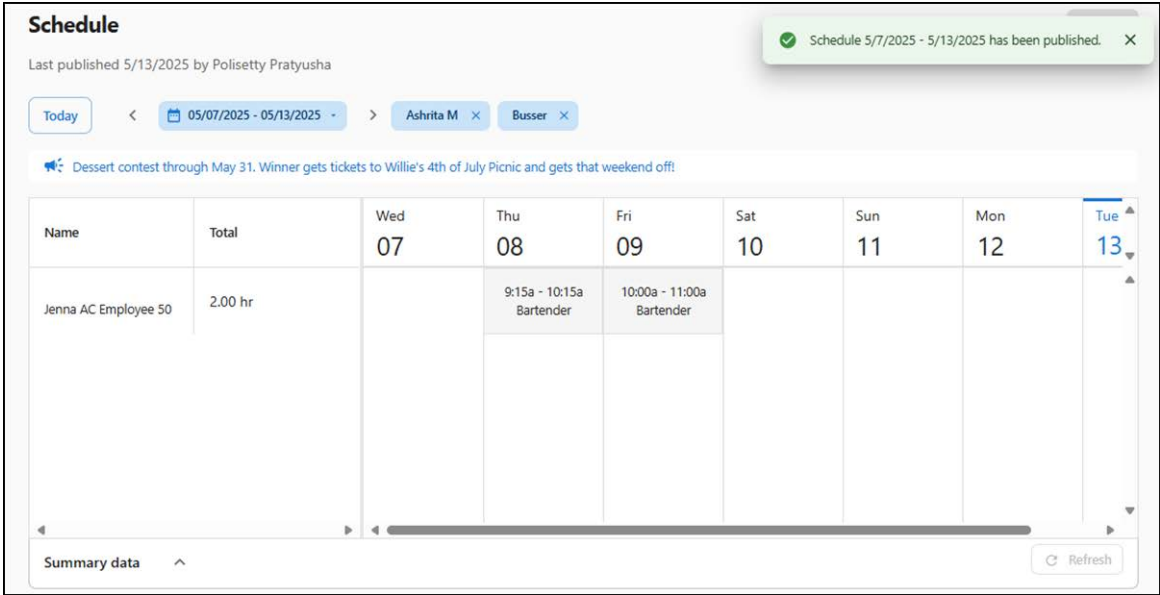 Schedule
Schedule 5/7/2025 - 5/13/2025 has been published.
Last published 5/13/2025 by Polisetty Pratyusha
Today
05/07/2025 - 05/13/2025
Ashrita M
Busser
Dessert contest through May 31. Winner gets tickets to Willie's 4th of July Picnic and gets that weekend off!
Name
Total
Wed
07
Thu
08
Fri
09
Sat
10
Sun
11
Mon
12
Tue
13
Jenna AC Employee 50
2.00 hr
9:15a - 10:15a
Bartender
10:00a - 11:00a
Bartender
Summary data
Refresh